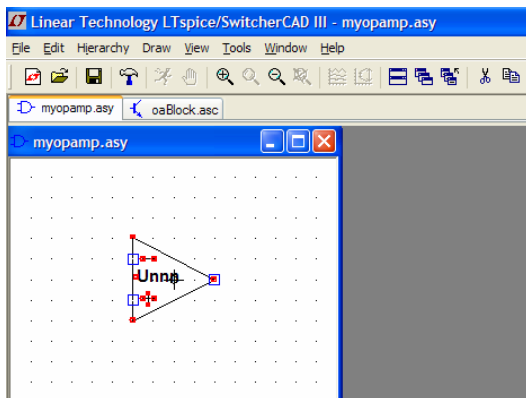 Linear Technology LTspice/SwitcherCAD III - myopamp.asy
File Edit Hierarchy Draw View Tools Window Help
myopamp.asy oaBlock.asc
myopamp.asy
Unnn